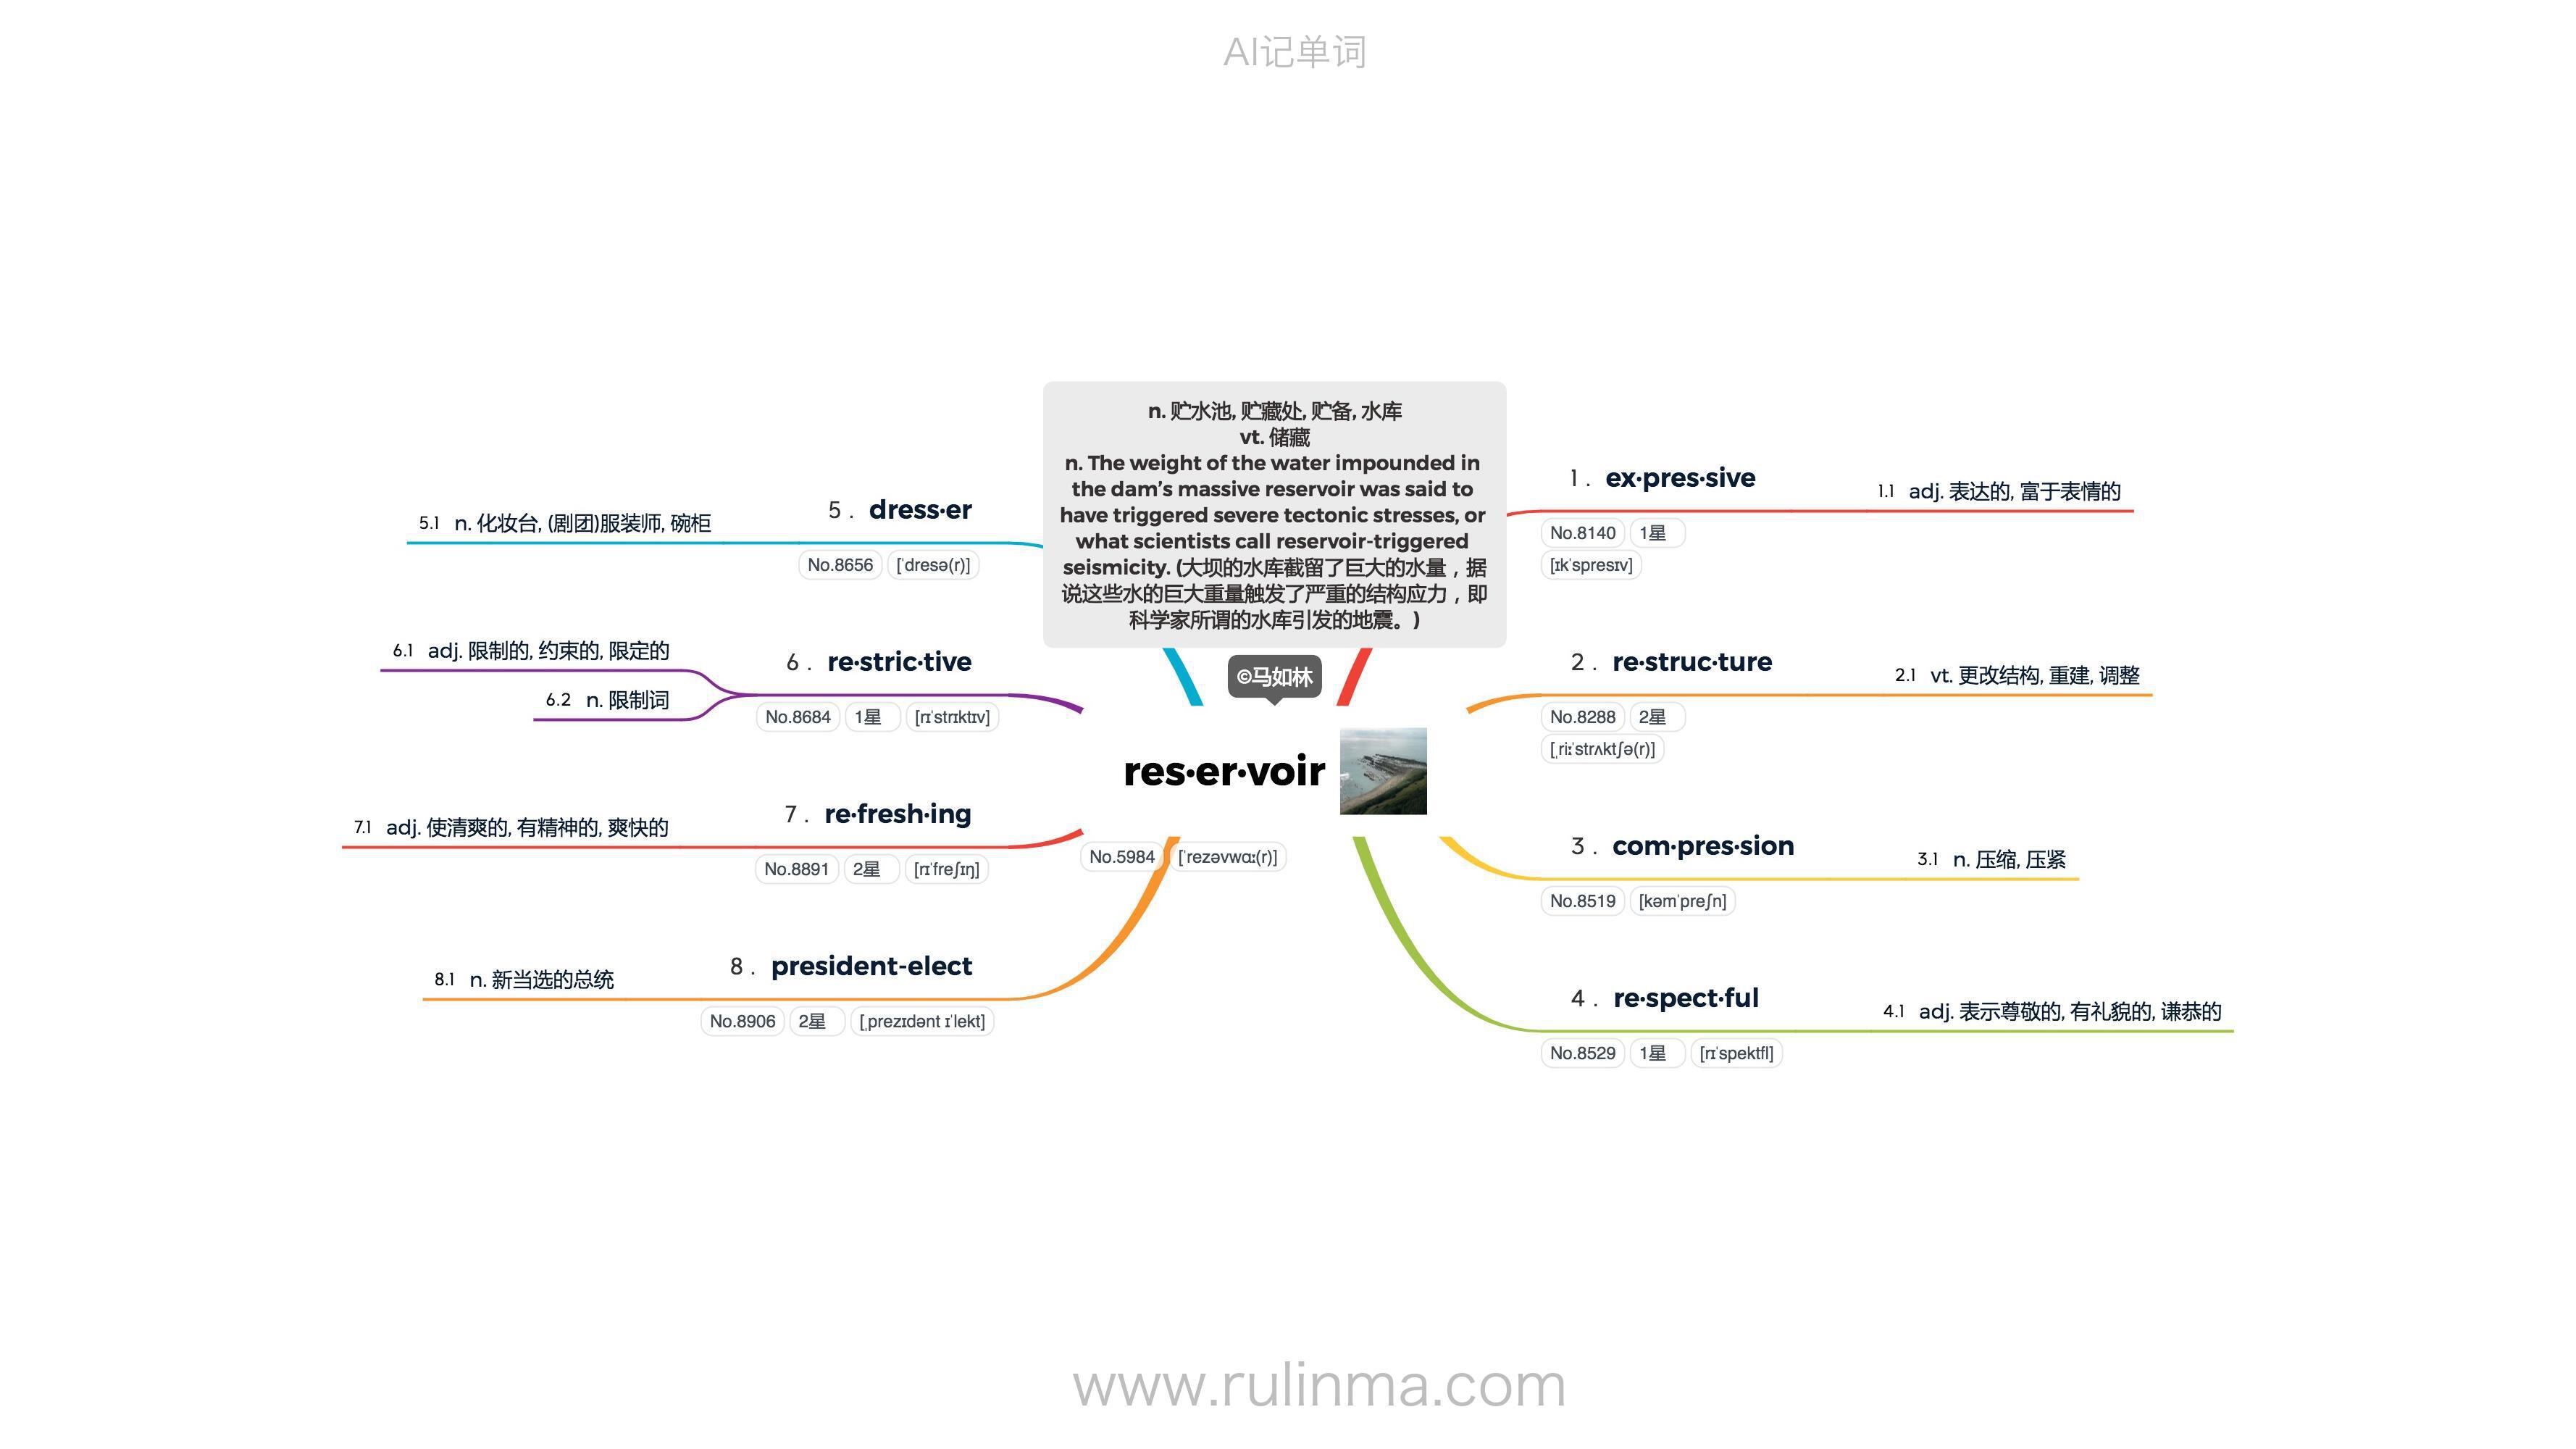 AI记单词
n. 贮水池, 贮藏处, 贮备, 水库
vt. 储藏
n. The weight of the water impounded in
the dam’s massive reservoir was said to
have triggered severe tectonic stresses, or
what scientists call reservoir-triggered
seismicity. (大坝的水库截留了巨大的水量，据
说这些水的巨大重量触发了严重的结构应力，即
科学家所谓的水库引发的地震。)
©马如林
res·er·voir
No.5984 [ˈrezəvwɑː(r)]
1. ex·pres·sive
No.8140 1星
[ɪkˈspresɪv]
1.1 adj. 表达的, 富于表情的
2. re·struc·ture
No.8288 2星
[ˌriːˈstrʌktʃə(r)]
2.1 vt. 更改结构, 重建, 调整
3. com·pres·sion
No.8519 [kəmˈpreʃn]
3.1 n. 压缩, 压紧
4. re·spect·ful
No.8529 1星 [rɪˈspektfl]
4.1 adj. 表示尊敬的, 有礼貌的, 谦恭的
5. dress·er
No.8656 [ˈdresə(r)]
5.1 n. 化妆台, (剧团)服装师, 碗柜
6. re·stric·tive
No.8684 1星 [rɪˈstrɪktɪv]
6.1 adj. 限制的, 约束的, 限定的
6.2 n. 限制词
7. re·fresh·ing
No.8891 2星 [rɪˈfreʃɪŋ]
7.1 adj. 使清爽的, 有精神的, 爽快的
8. president-elect
No.8906 2星 [ˌprezɪdənt ɪˈlekt]
8.1 n. 新当选的总统
www.rulinma.com